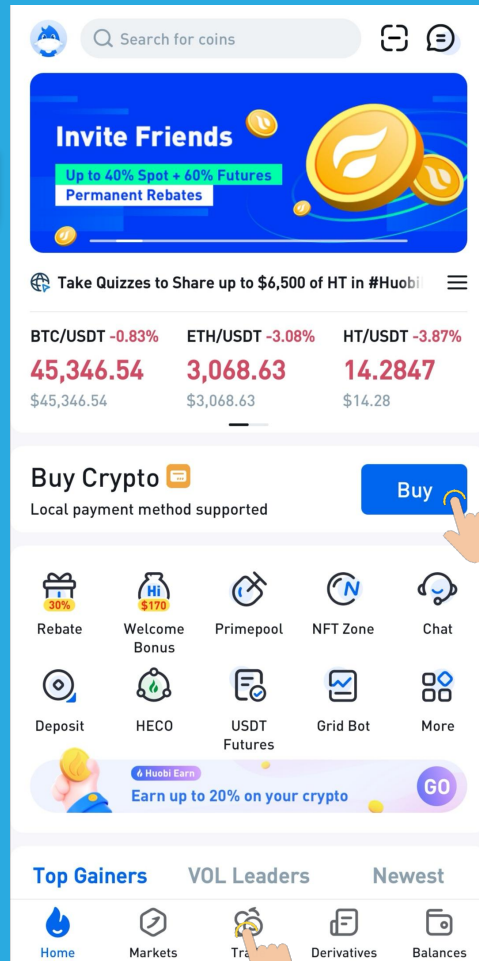 Search for coins
Invite Friends
Up to 40% Spot + 60% Futures
Permanent Rebates
Take Quizzes to Share up to $6,500 of HT in #Huobi
BTC/USDT -0.83% ETH/USDT -3.08% HT/USDT -3.87%
45,346.54 3,068.63 14.2847
$45,346.54 $3,068.63 $14.28
Buy Crypto
Local payment method supported
Buy
30% Hi
$170
Rebate Welcome Bonus Primepool NFT Zone Chat
Deposit HECO USDT Futures Grid Bot More
Huobi Earn
Earn up to 20% on your crypto
GO
Top Gainers VOL Leaders Newest
Home Markets Derivatives Balances